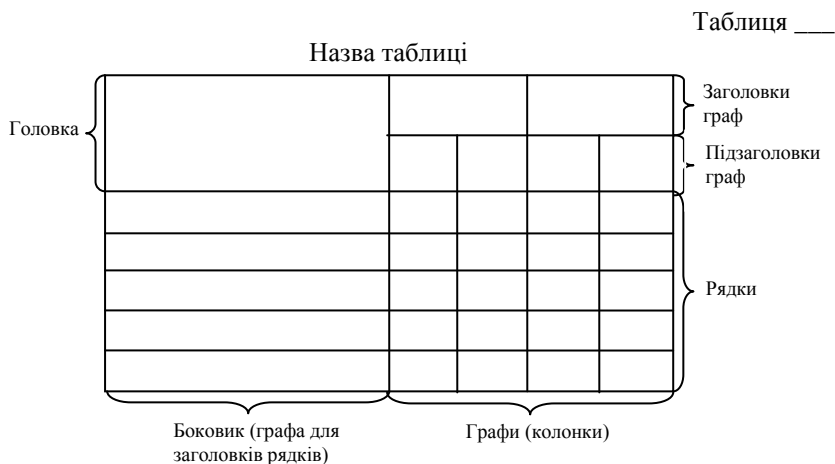 Таблиця ___
Назва таблиці
Головка
Заголовки
граф
Підзаголовки
граф
Рядки
Боковик (графа для
заголовків рядків)
Графи (колонки)